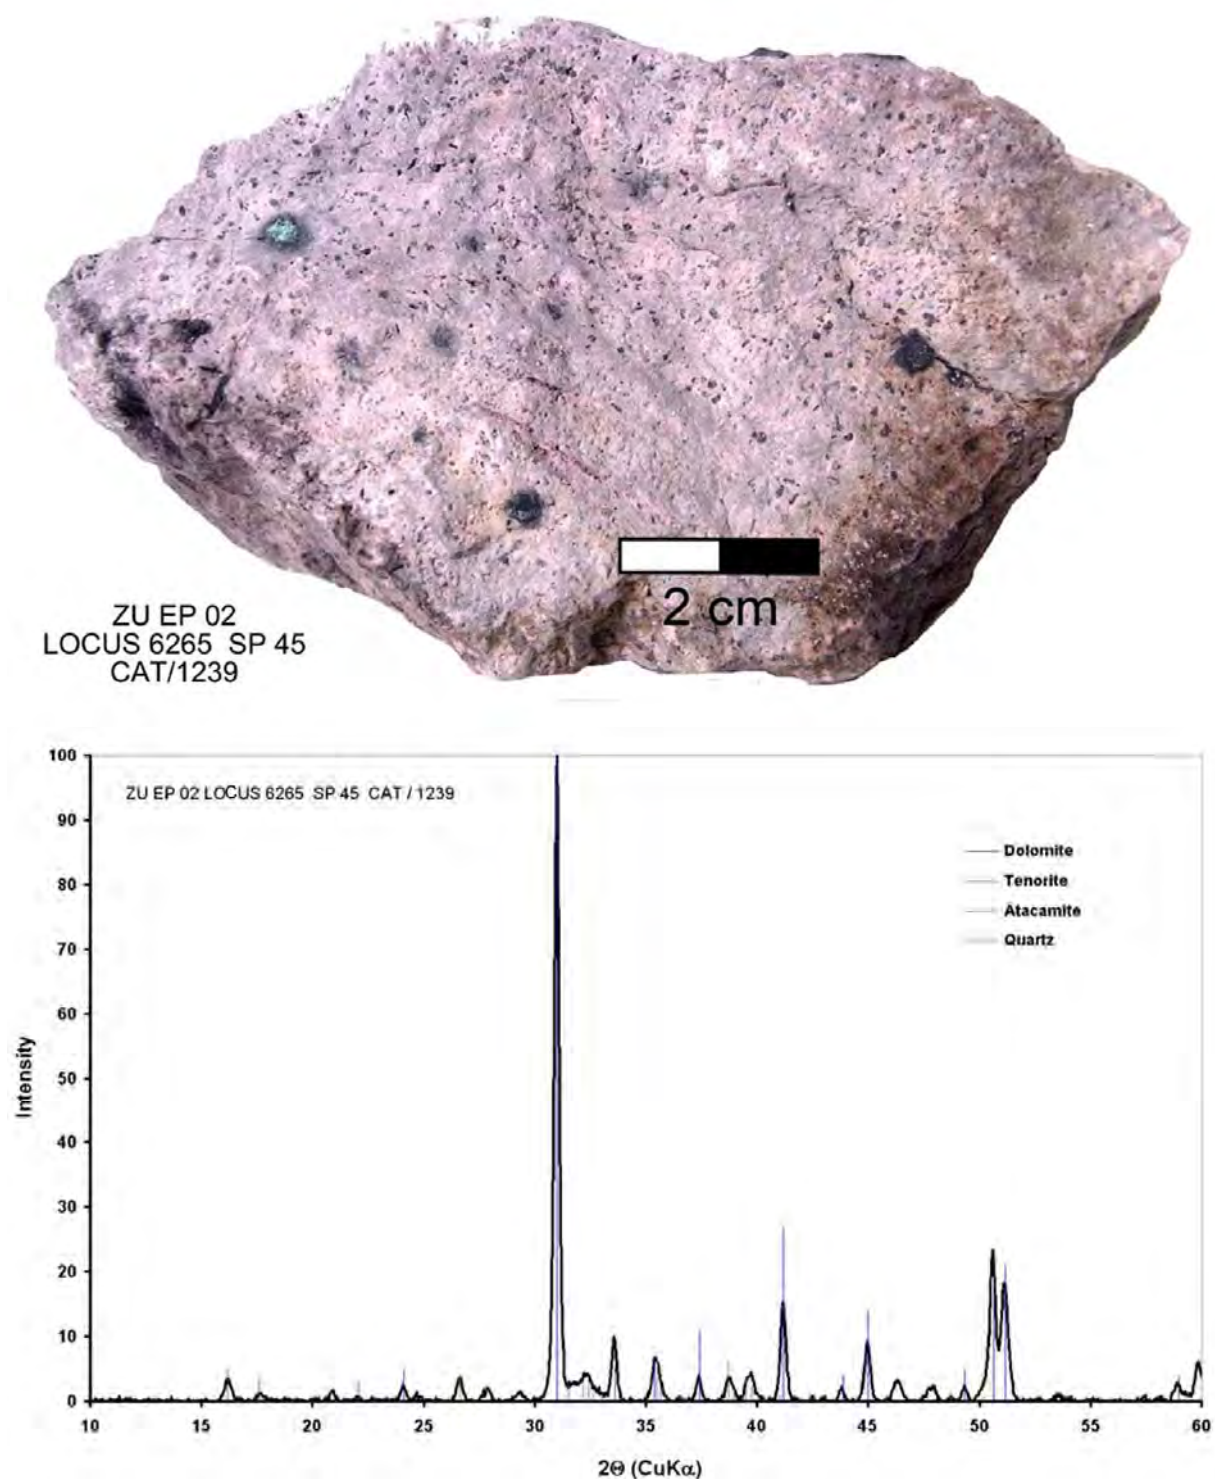 2 cm
ZU EP 02
LOCUS 6265 SP 45
CAT/1239
ZU EP 02 LOCUS 6265 SP 45 CAT / 1239
Dolomite
Tenorite
Atacamite
Quartz
Intensity
100
90
80
70
60
50
40
30
20
10
0
10 15 20 25 30 35 40 45 50 55 60
2Θ (CuKα)